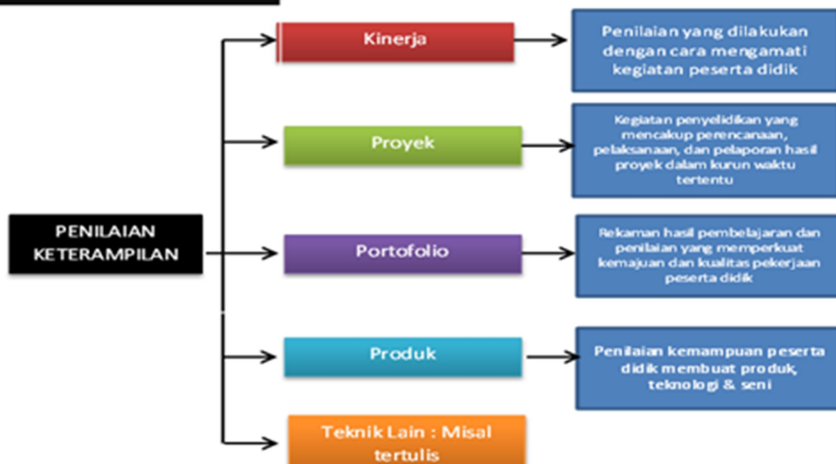 PENILAIAN
KETERAMPILAN
Kinerja
Penilaian yang dilakukan
dengan cara mengamati
kegiatan peserta didik
Proyek
Kegiatan penyelidikan yang
mencakup perencanaan,
pelaksanaan, dan pelaporan hasil
proyek dalam kurun waktu
tertentu
Portofolio
Rekaman hasil pembelajaran dan
penilaian yang memperkuat
kemajuan dan kualitas pekerjaan
peserta didik
Produk
Penilaian kemampuan peserta
didik membuat produk,
teknologi & seni
Teknik Lain : Misal
tertulis